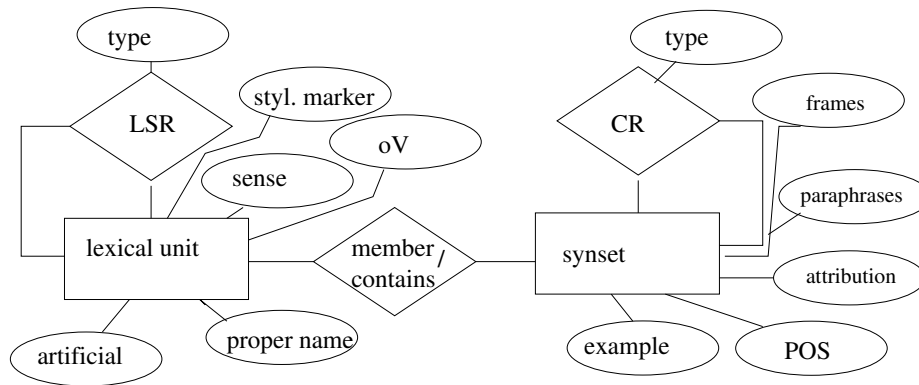 type
type
styl. marker
frames
LSR
CR
oV
sense
paraphrases
lexical unit
member/
contains
synset
attribution
artificial
proper name
example
POS